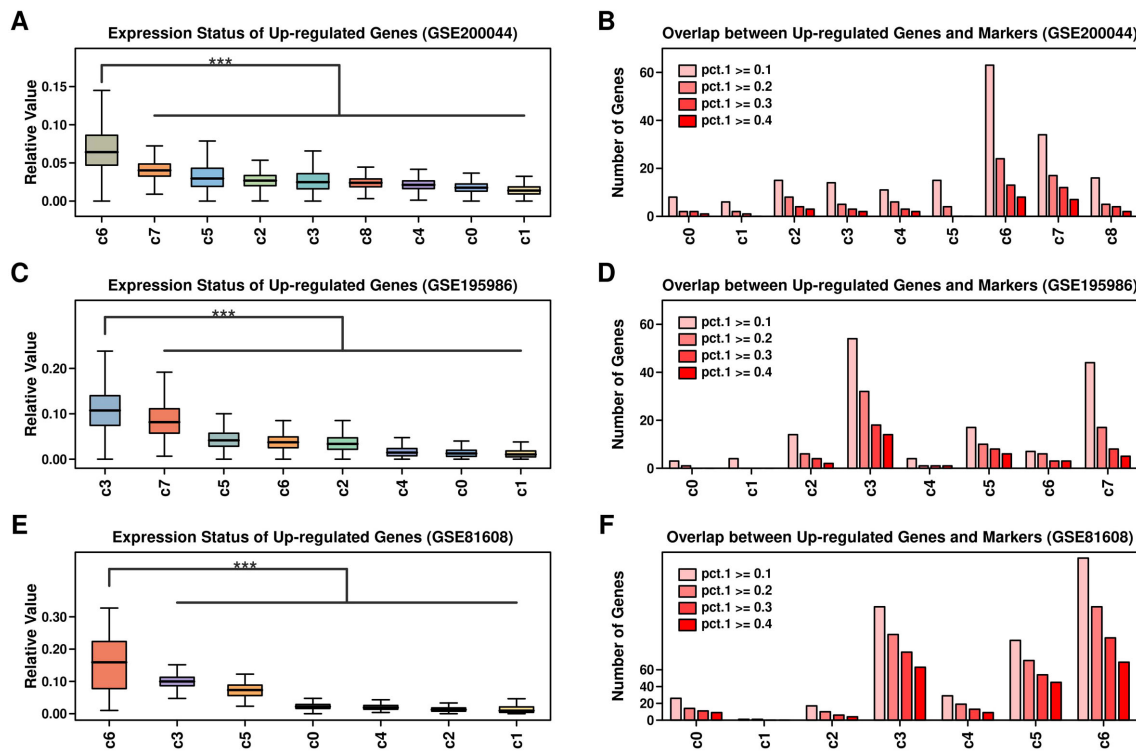 A
Expression Status of Up-regulated Genes (GSE200044)
Relative Value
0.15
0.10
0.05
0.00
***
c6
c7
c5
c2
c3
c8
c4
c0
c1
B
Overlap between Up-regulated Genes and Markers (GSE200044)
Number of Genes
60
40
20
0
pct.1 >= 0.1
pct.1 >= 0.2
pct.1 >= 0.3
pct.1 >= 0.4
c0
c1
c2
c3
c4
c5
c6
c7
c8
C
Expression Status of Up-regulated Genes (GSE195986)
Relative Value
0.20
0.10
0.00
***
c3
c7
c5
c6
c2
c4
c0
c1
D
Overlap between Up-regulated Genes and Markers (GSE195986)
Number of Genes
60
40
20
0
pct.1 >= 0.1
pct.1 >= 0.2
pct.1 >= 0.3
pct.1 >= 0.4
c0
c1
c2
c3
c4
c5
c6
c7
E
Expression Status of Up-regulated Genes (GSE81608)
Relative Value
0.30
0.20
0.10
0.00
***
c6
c3
c5
c0
c4
c2
c1
F
Overlap between Up-regulated Genes and Markers (GSE81608)
Number of Genes
60
40
20
0
pct.1 >= 0.1
pct.1 >= 0.2
pct.1 >= 0.3
pct.1 >= 0.4
c0
c1
c2
c3
c4
c5
c6